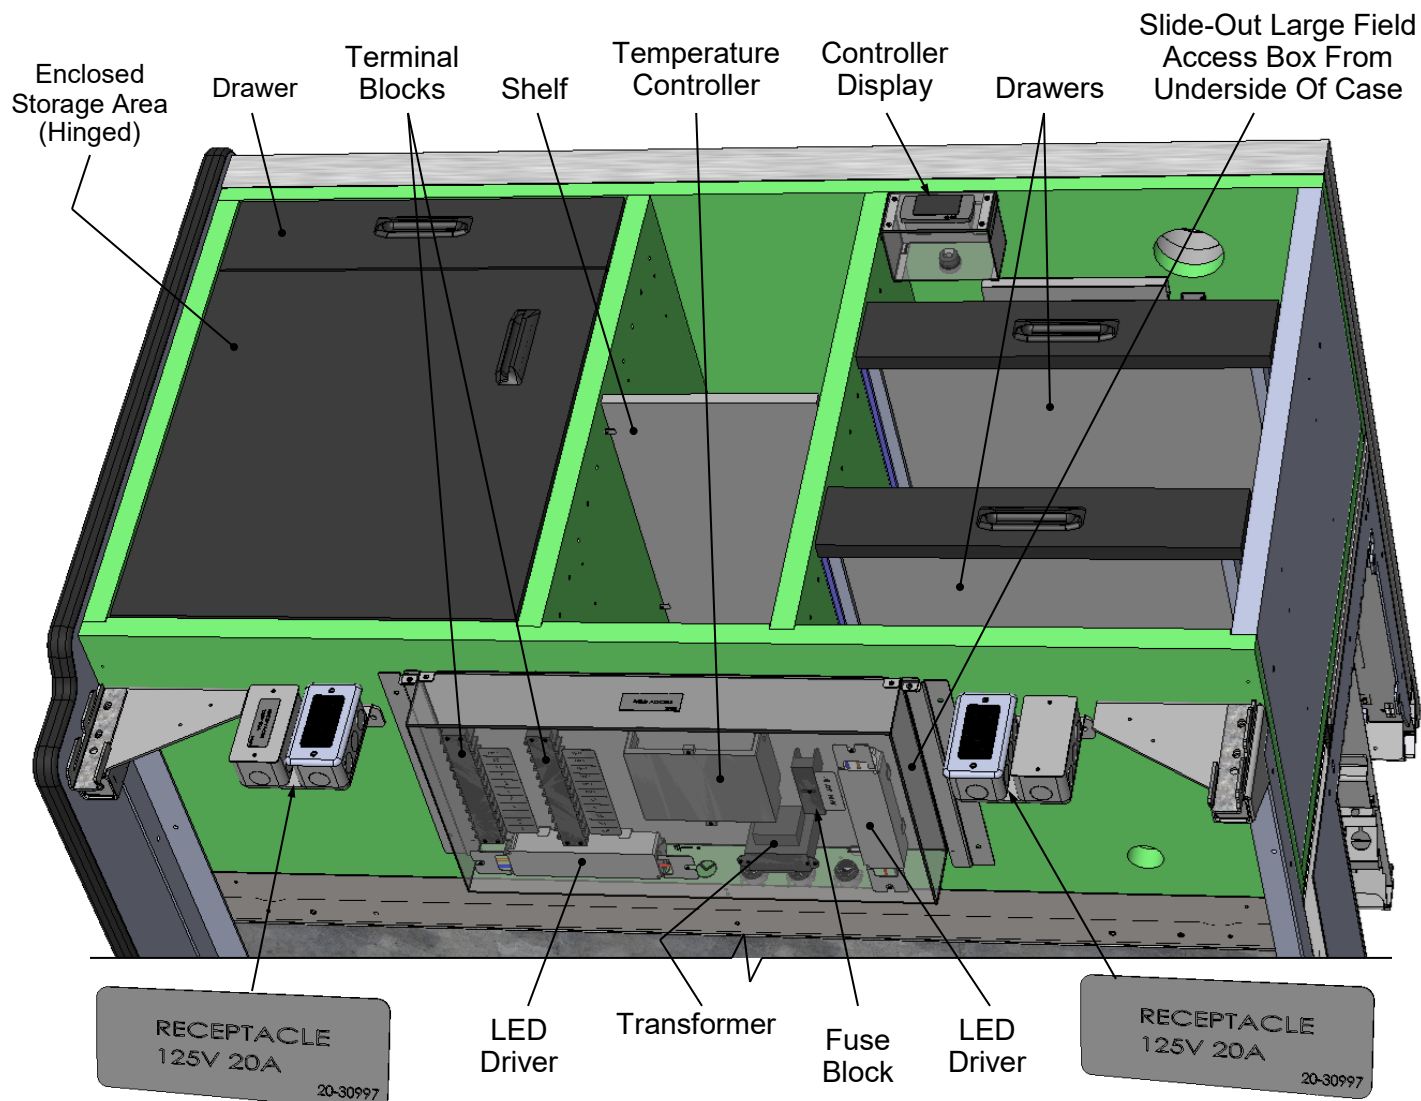 Slide-Out Large Field
Access Box From
Underside Of Case
Enclosed
Storage Area
(Hinged)
Drawer
Terminal
Blocks
Shelf
Temperature
Controller
Controller
Display
Drawers
LED
Driver
Transformer
Fuse
Block
LED
Driver
RECEPTACLE
125V 20A
20-30997
RECEPTACLE
125V 20A
20-30997